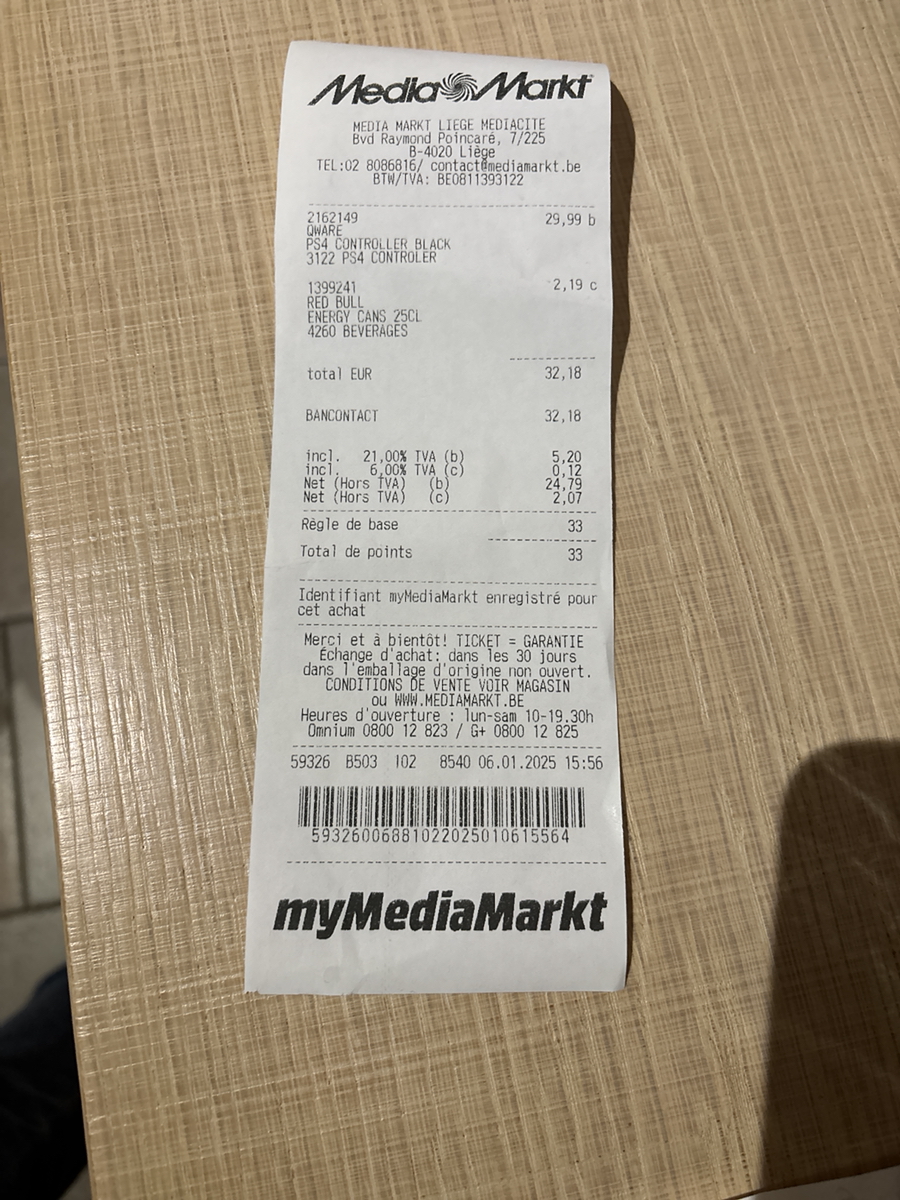 Media Markt
MEDIA MARKT LIEGE MEDIACITE
Bvd Raymond Poincaré, 7/225
B-4020 Liège
TEL:02 8086816/ contact@mediamarkt.be
BTW/TVA: BE0811393122
2162149 29,99 b
QWARE
PS4 CONTROLLER BLACK
3122 PS4 CONTROLER
1399241 2,19 c
RED BULL
ENERGY CANS 25CL
4260 BEVERAGES
total EUR 32,18
BANCONTACT 32,18
incl. 21,00% TVA (b) 5,20
incl. 6,00% TVA (c) 0,12
Net (Hors TVA) (b) 24,79
Net (Hors TVA) (c) 2,07
Règle de base 33
Total de points 33
Identifiant myMediaMarkt enregistré pour
cet achat
Merci et à bientôt! TICKET = GARANTIE
Échange d'achat: dans les 30 jours
dans l'emballage d'origine non ouvert.
CONDITIONS DE VENTE VOIR MAGASIN
ou WWW.MEDIAMARKT.BE
Heures d'ouverture : lun-sam 10-19.30h
Omnium 0800 12 823 / G+ 0800 12 825
59326 B503 102 8540 06.01.2025 15:56
59326006881022025010615564
myMediaMarkt